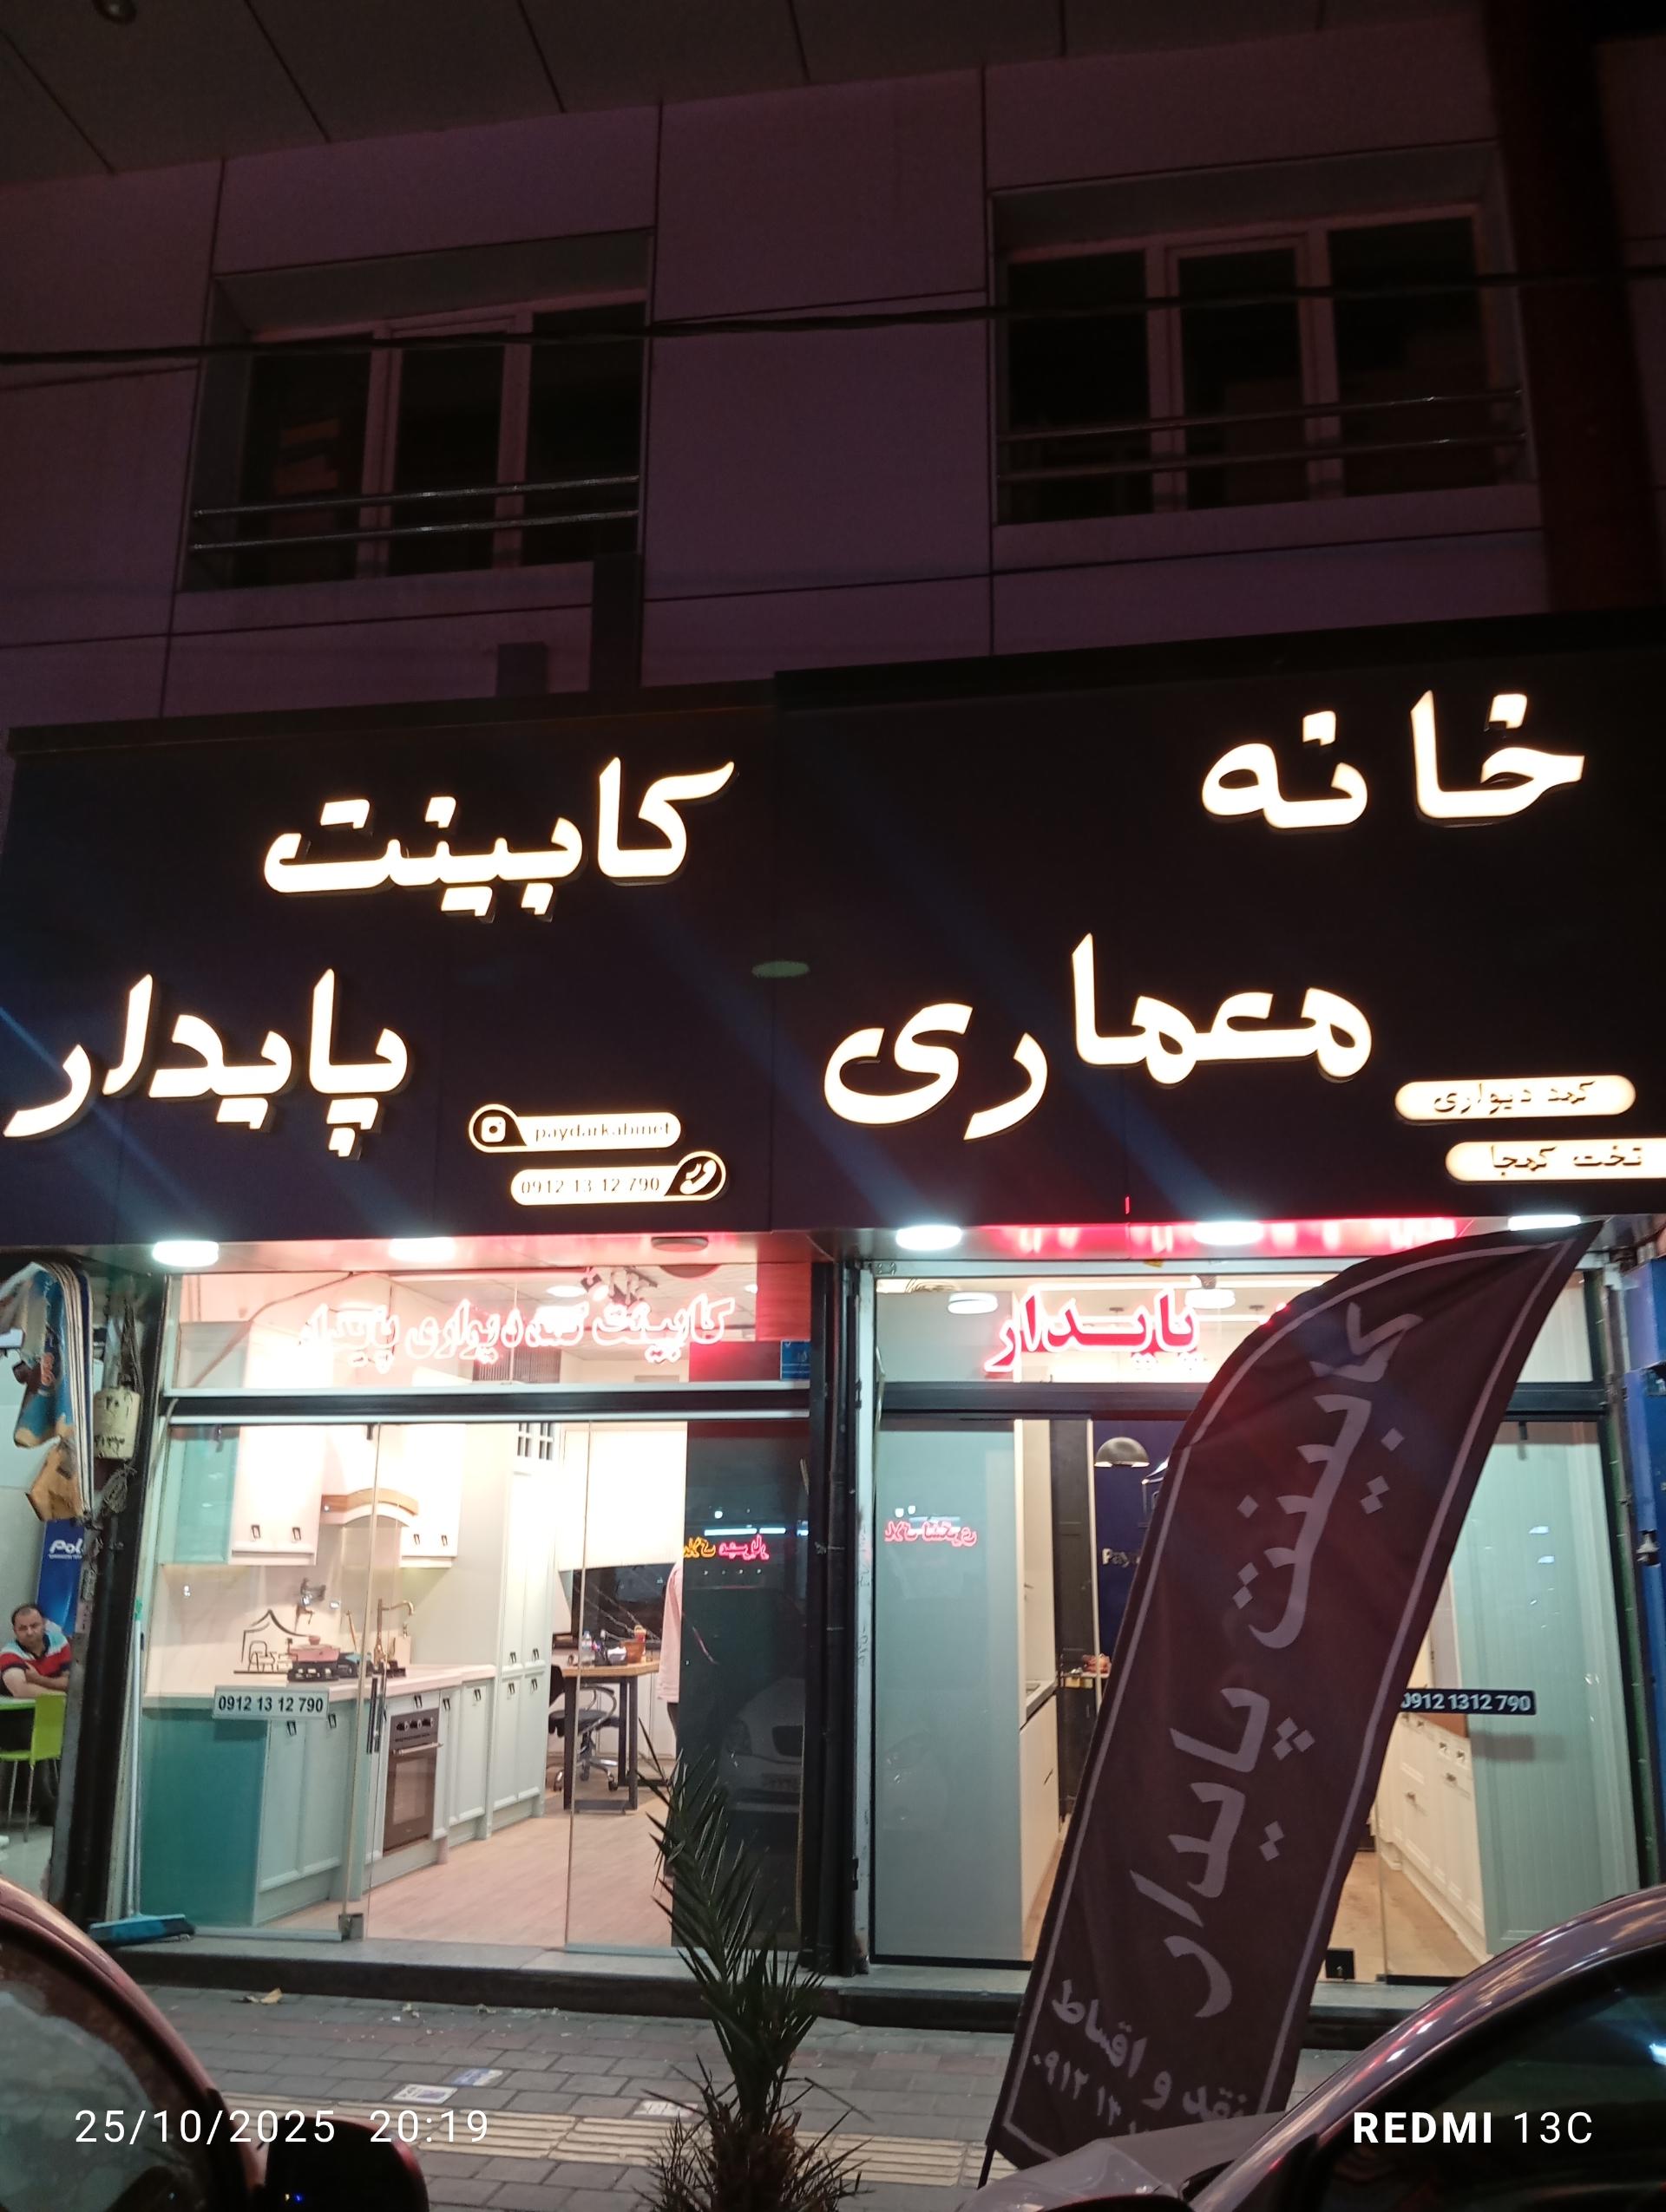 خانه
معماری
کمد دیواری
تخت کمجا
کابینت
پایدار
paydarkabinet
0912 13 12 790
کابینت کمد دیواری پایدار
پایدار
کابینت پایدار
نقد و اقساط
0912 13 12 790
0912 1312 790
Pol
25/10/2025 20:19
REDMI 13C